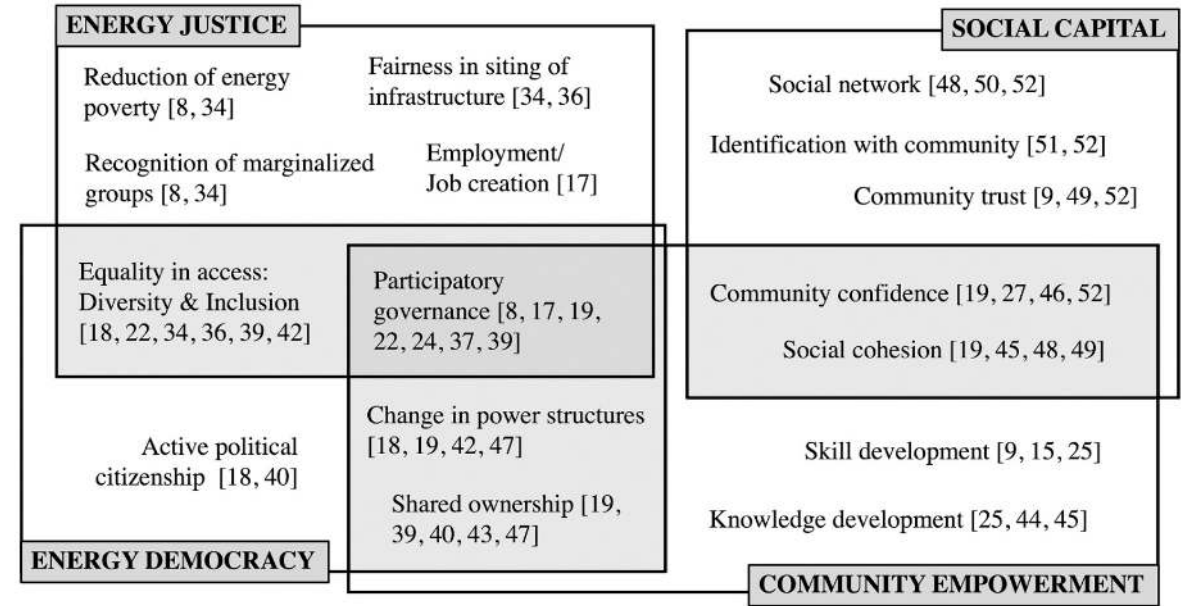 ENERGY JUSTICE
Reduction of energy
poverty [8, 34]
Fairness in siting of
infrastructure [34, 36]
Recognition of marginalized
groups [8, 34]
Employment/
Job creation [17]
SOCIAL CAPITAL
Social network [48, 50, 52]
Identification with community [51, 52]
Community trust [9, 49, 52]
Equality in access:
Diversity & Inclusion
[18, 22, 34, 36, 39, 42]
Participatory
governance [8, 17, 19,
22, 24, 37, 39]
Community confidence [19, 27, 46, 52]
Social cohesion [19, 45, 48, 49]
Active political
citizenship [18, 40]
Change in power structures
[18, 19, 42, 47]
Shared ownership [19,
39, 40, 43, 47]
Skill development [9, 15, 25]
Knowledge development [25, 44, 45]
ENERGY DEMOCRACY
COMMUNITY EMPOWERMENT